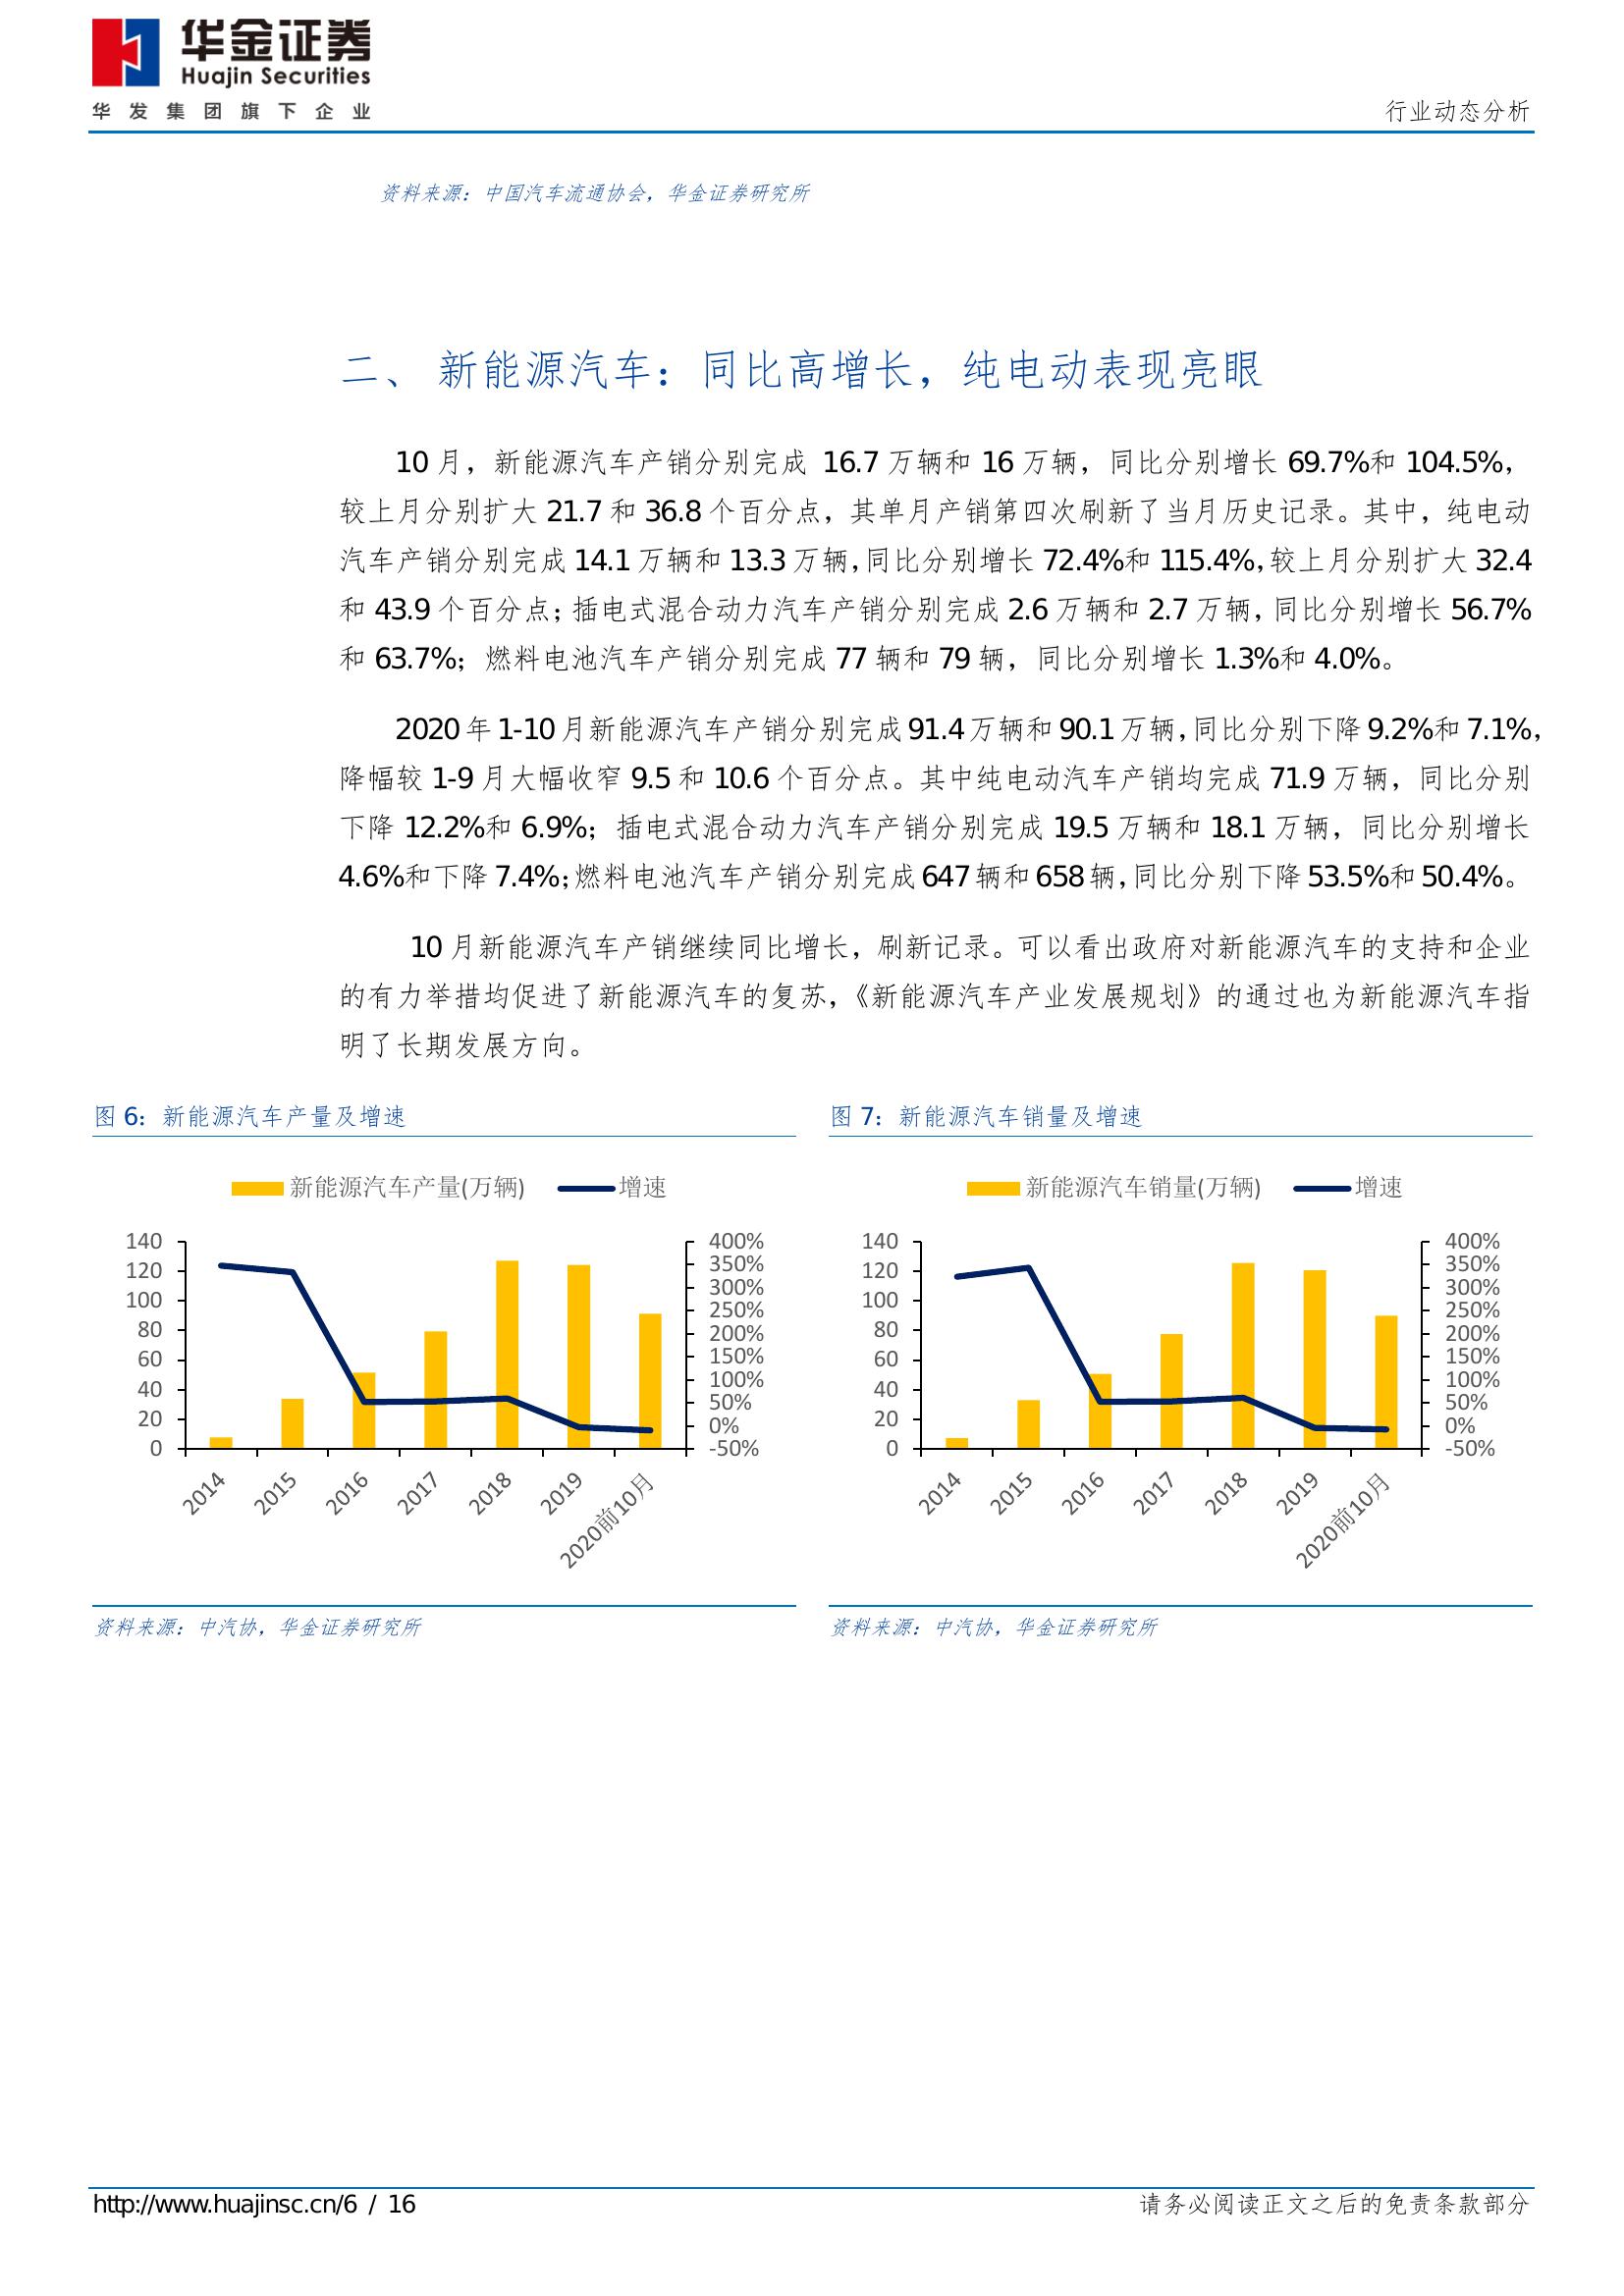 华金证券
Huajin Securities
华发集团旗下企业
行业动态分析
资料来源：中国汽车流通协会，华金证券研究所
二、 新能源汽车：同比高增长，纯电动表现亮眼
10 月，新能源汽车产销分别完成 16.7 万辆和 16 万辆，同比分别增长 69.7%和 104.5%，
较上月分别扩大 21.7 和 36.8 个百分点，其单月产销第四次刷新了当月历史记录。其中，纯电动
汽车产销分别完成 14.1 万辆和 13.3 万辆，同比分别增长 72.4%和 115.4%，较上月分别扩大 32.4
和 43.9 个百分点；插电式混合动力汽车产销分别完成 2.6 万辆和 2.7 万辆，同比分别增长 56.7%
和 63.7%；燃料电池汽车产销分别完成 77 辆和 79 辆，同比分别增长 1.3%和 4.0%。
2020 年 1-10 月新能源汽车产销分别完成 91.4 万辆和 90.1 万辆，同比分别下降 9.2%和 7.1%，
降幅较 1-9 月大幅收窄 9.5 和 10.6 个百分点。其中纯电动汽车产销均完成 71.9 万辆，同比分别
下降 12.2%和 6.9%；插电式混合动力汽车产销分别完成 19.5 万辆和 18.1 万辆，同比分别增长
4.6%和下降 7.4%；燃料电池汽车产销分别完成 647 辆和 658 辆，同比分别下降 53.5%和 50.4%。
10 月新能源汽车产销继续同比增长，刷新记录。可以看出政府对新能源汽车的支持和企业
的有力举措均促进了新能源汽车的复苏，《新能源汽车产业发展规划》的通过也为新能源汽车指
明了长期发展方向。
图 6：新能源汽车产量及增速
新能源汽车产量(万辆) 增速
140
120
100
80
60
40
20
0
400%
350%
300%
250%
200%
150%
100%
50%
0%
-50%
2014 2015 2016 2017 2018 2019 2020前10月
资料来源：中汽协，华金证券研究所
图 7：新能源汽车销量及增速
新能源汽车销量(万辆) 增速
140
120
100
80
60
40
20
0
400%
350%
300%
250%
200%
150%
100%
50%
0%
-50%
2014 2015 2016 2017 2018 2019 2020前10月
资料来源：中汽协，华金证券研究所
http://www.huajinsc.cn/6 / 16
请务必阅读正文之后的免责条款部分